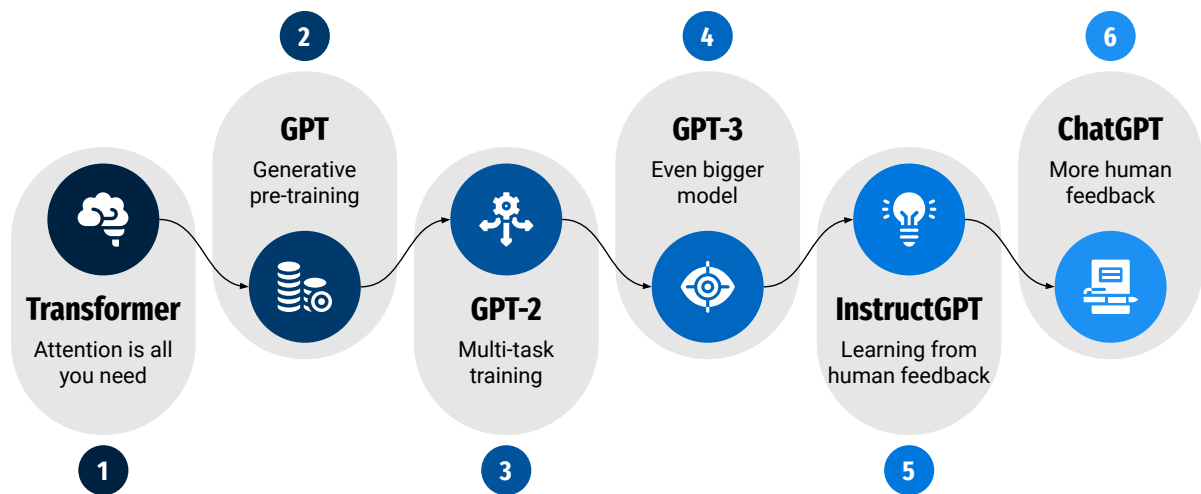 1
Transformer
Attention is all
you need
2
GPT
Generative
pre-training
3
GPT-2
Multi-task
training
4
GPT-3
Even bigger
model
5
InstructGPT
Learning from
human feedback
6
ChatGPT
More human
feedback